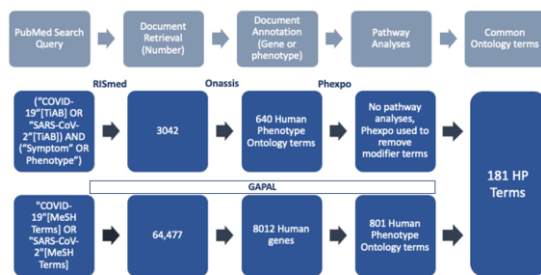 PubMed Search
Query
Document
Retrieval
(Number)
Document
Annotation
(Gene or
phenotype)
Pathway
Analyses
Common
Ontology terms
RISmed
Onassis
Phexpo
("COVID-
19"[TiAB] OR
"SARS-CoV-
2"[TiAB]) AND
("Symptom" OR
Phenotype")
3042
640 Human
Phenotype
Ontology terms
No pathway
analyses,
Phexpo used to
remove
modifier terms
181 HP
Terms
GAPAL
"COVID-
19"[MeSH
Terms] OR
"SARS-CoV-
2"[MeSH
Terms]
64,477
8012 Human
genes
801 Human
Phenotype
Ontology terms